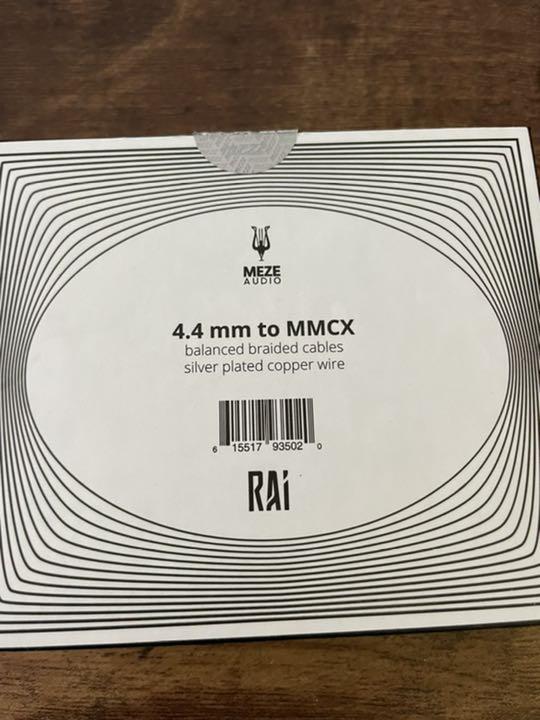 MEZE
AUDIO
4.4 mm to MMCX
balanced braided cables
silver plated copper wire
6 15517 93502 0
RAi